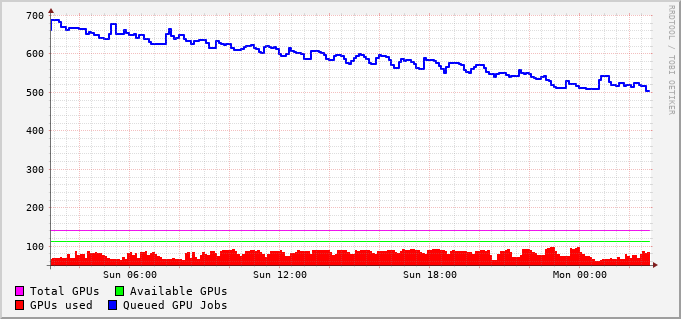 700
600
500
400
300
200
100
Sun 06:00 Sun 12:00 Sun 18:00 Mon 00:00
Total GPUs Available GPUs
GPUs used Queued GPU Jobs
RRDTOOL / TOBI OETIKER